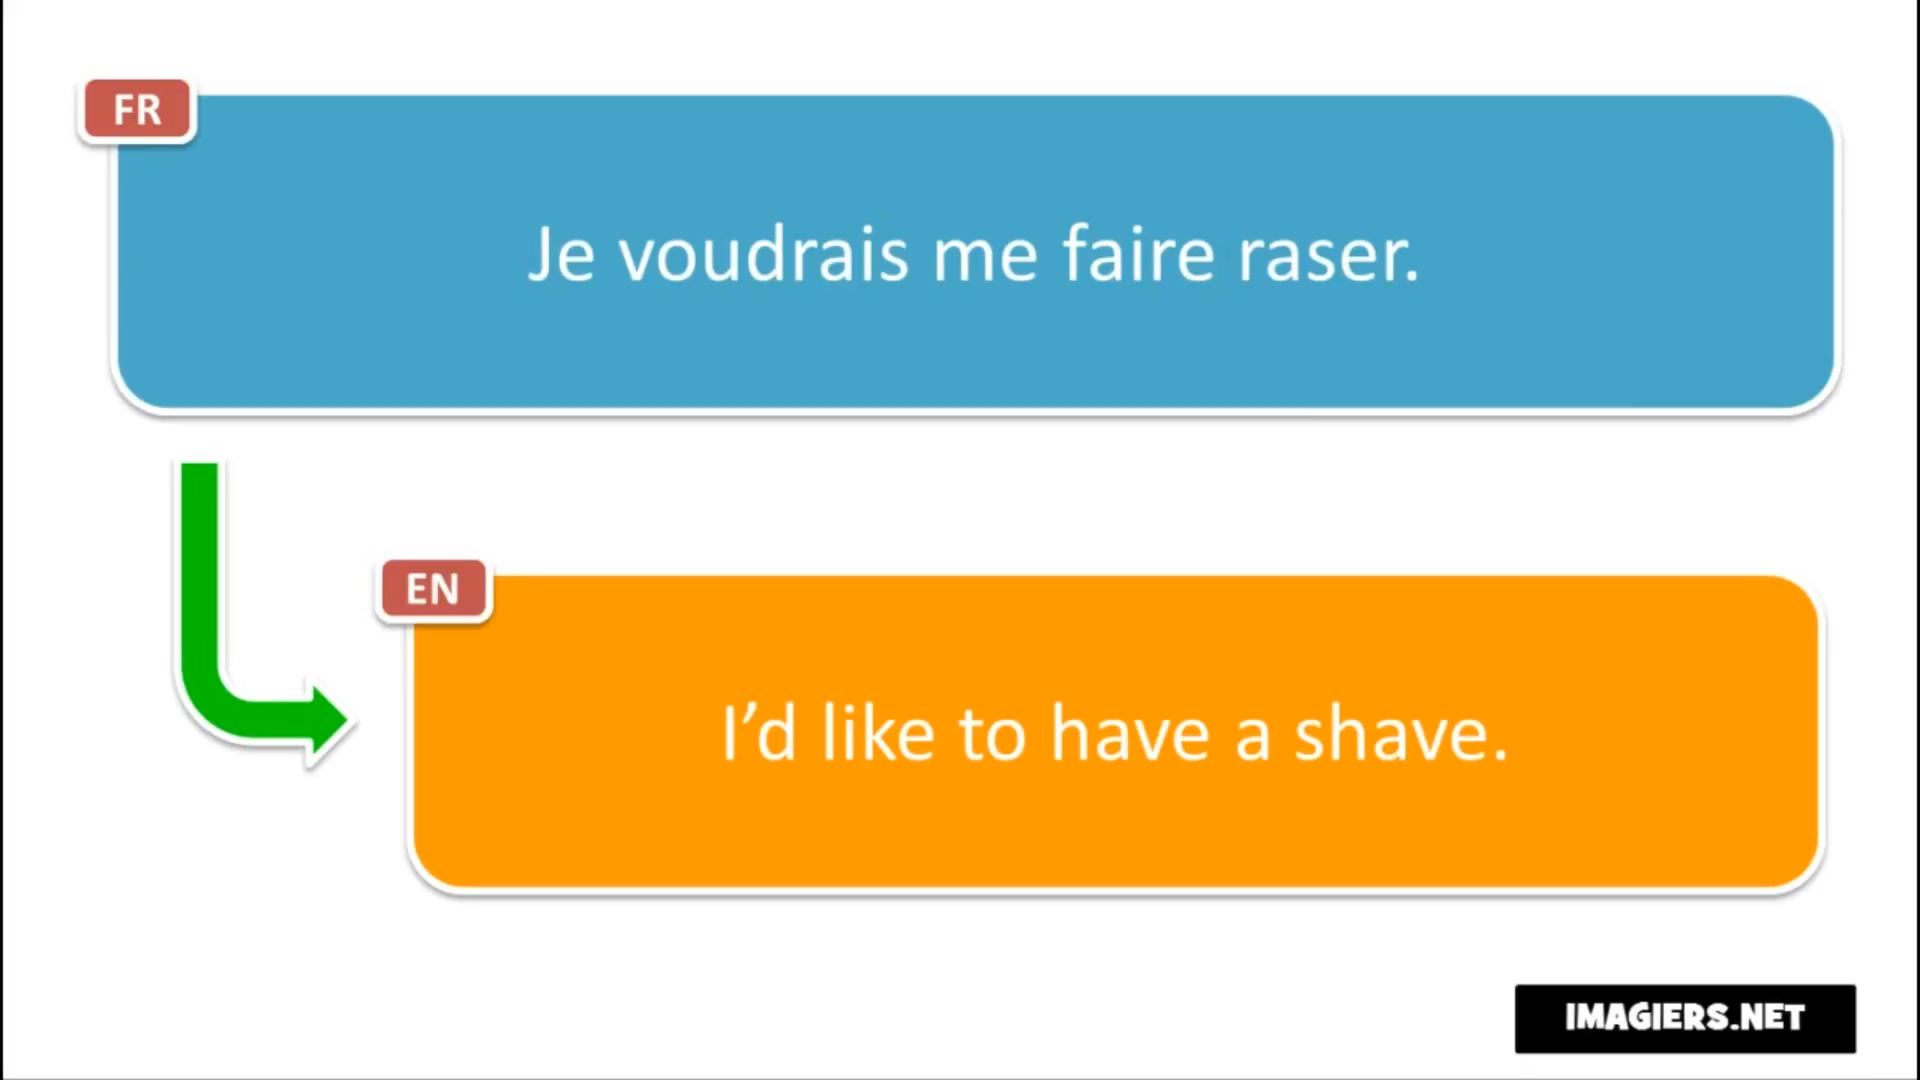 FR
Je voudrais me faire raser.
EN
I’d like to have a shave.
IMAGIERS.NET